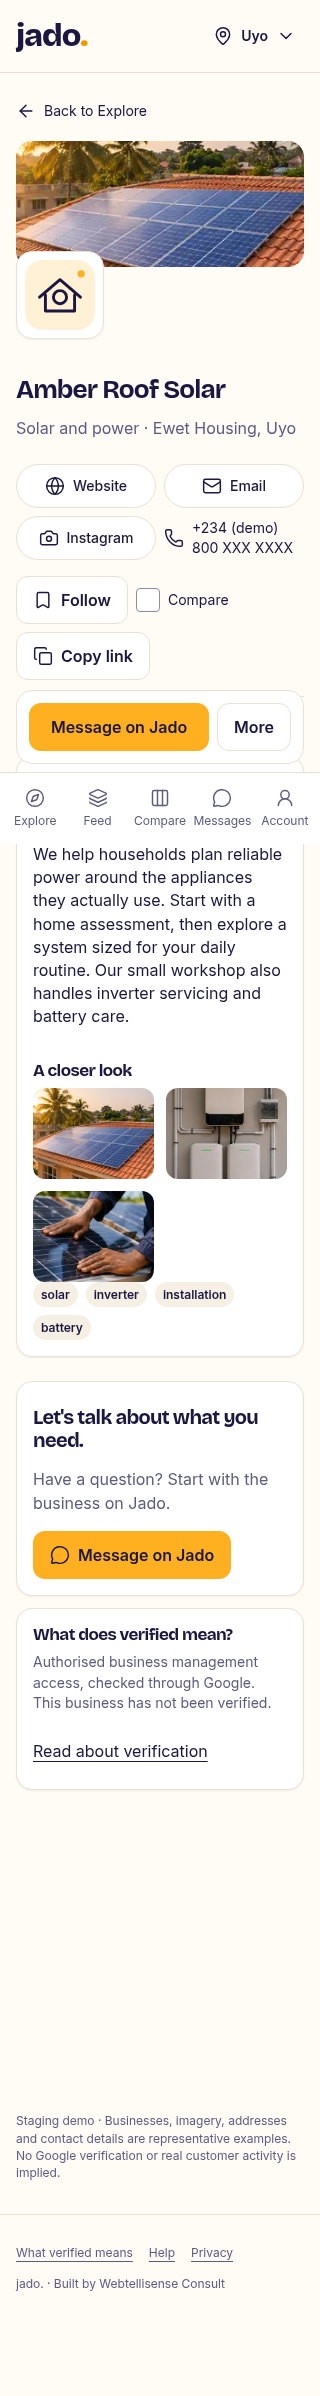 jado.
Uyo
Back to Explore
Amber Roof Solar
Solar and power · Ewet Housing, Uyo
Website
Email
Instagram
+234 (demo)
800 XXX XXXX
Follow
Compare
Copy link
Message on Jado
More
Explore
Feed
Compare
Messages
Account
We help households plan reliable
power around the appliances
they actually use. Start with a
home assessment, then explore a
system sized for your daily
routine. Our small workshop also
handles inverter servicing and
battery care.
A closer look
solar
inverter
installation
battery
Let's talk about what you
need.
Have a question? Start with the
business on Jado.
Message on Jado
What does verified mean?
Authorised business management
access, checked through Google.
This business has not been verified.
Read about verification
Staging demo · Businesses, imagery, addresses
and contact details are representative examples.
No Google verification or real customer activity is
implied.
What verified means
Help
Privacy
jado. · Built by Webtellisense Consult